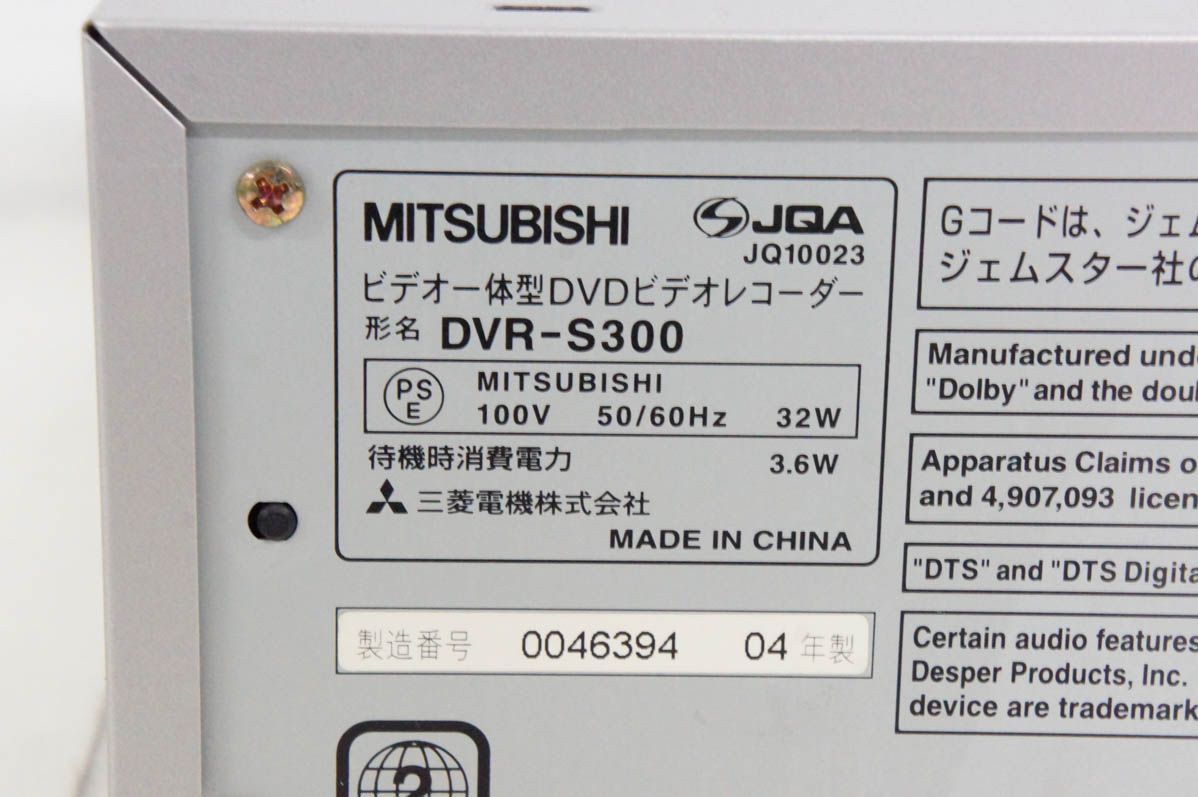 MITSUBISHI
JQA
JQ10023
ビデオ一体型DVDビデオレコーダー
形名 DVR-S300
PS
E
MITSUBISHI
100V 50/60Hz 32W
待機時消費電力 3.6W
三菱電機株式会社
MADE IN CHINA
製造番号 0046394 04年製
2
Gコードは、ジェム
ジェムスター社の
Manufactured und
"Dolby" and the dou
Apparatus Claims o
and 4,907,093 licen
"DTS" and "DTS Digita
Certain audio features
Desper Products, Inc.
device are trademark